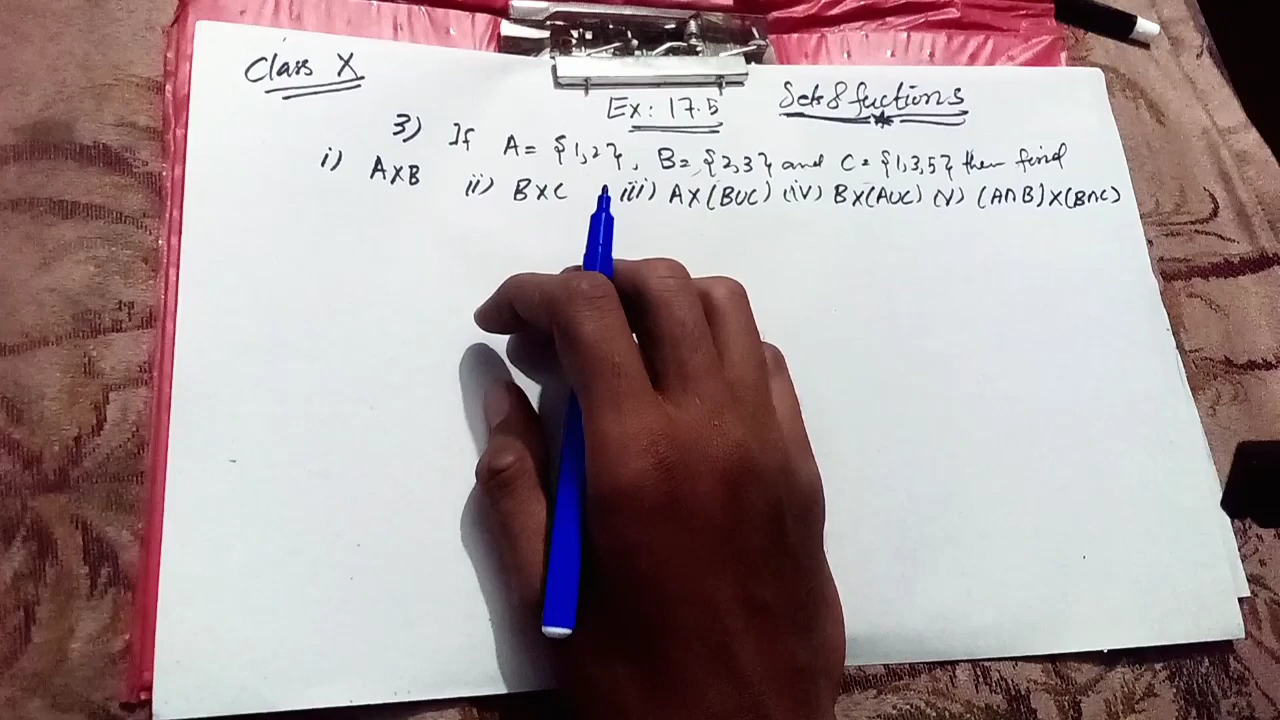 Class X
Ex: 17.5
Sets & fuctions
3) If A = {1,2}, B = {2,3} and C = {1,3,5} then find
i) A×B ii) B×C iii) A×(B∪C) (iv) B×(A∪C) (v) (A∩B)×(B∩C)